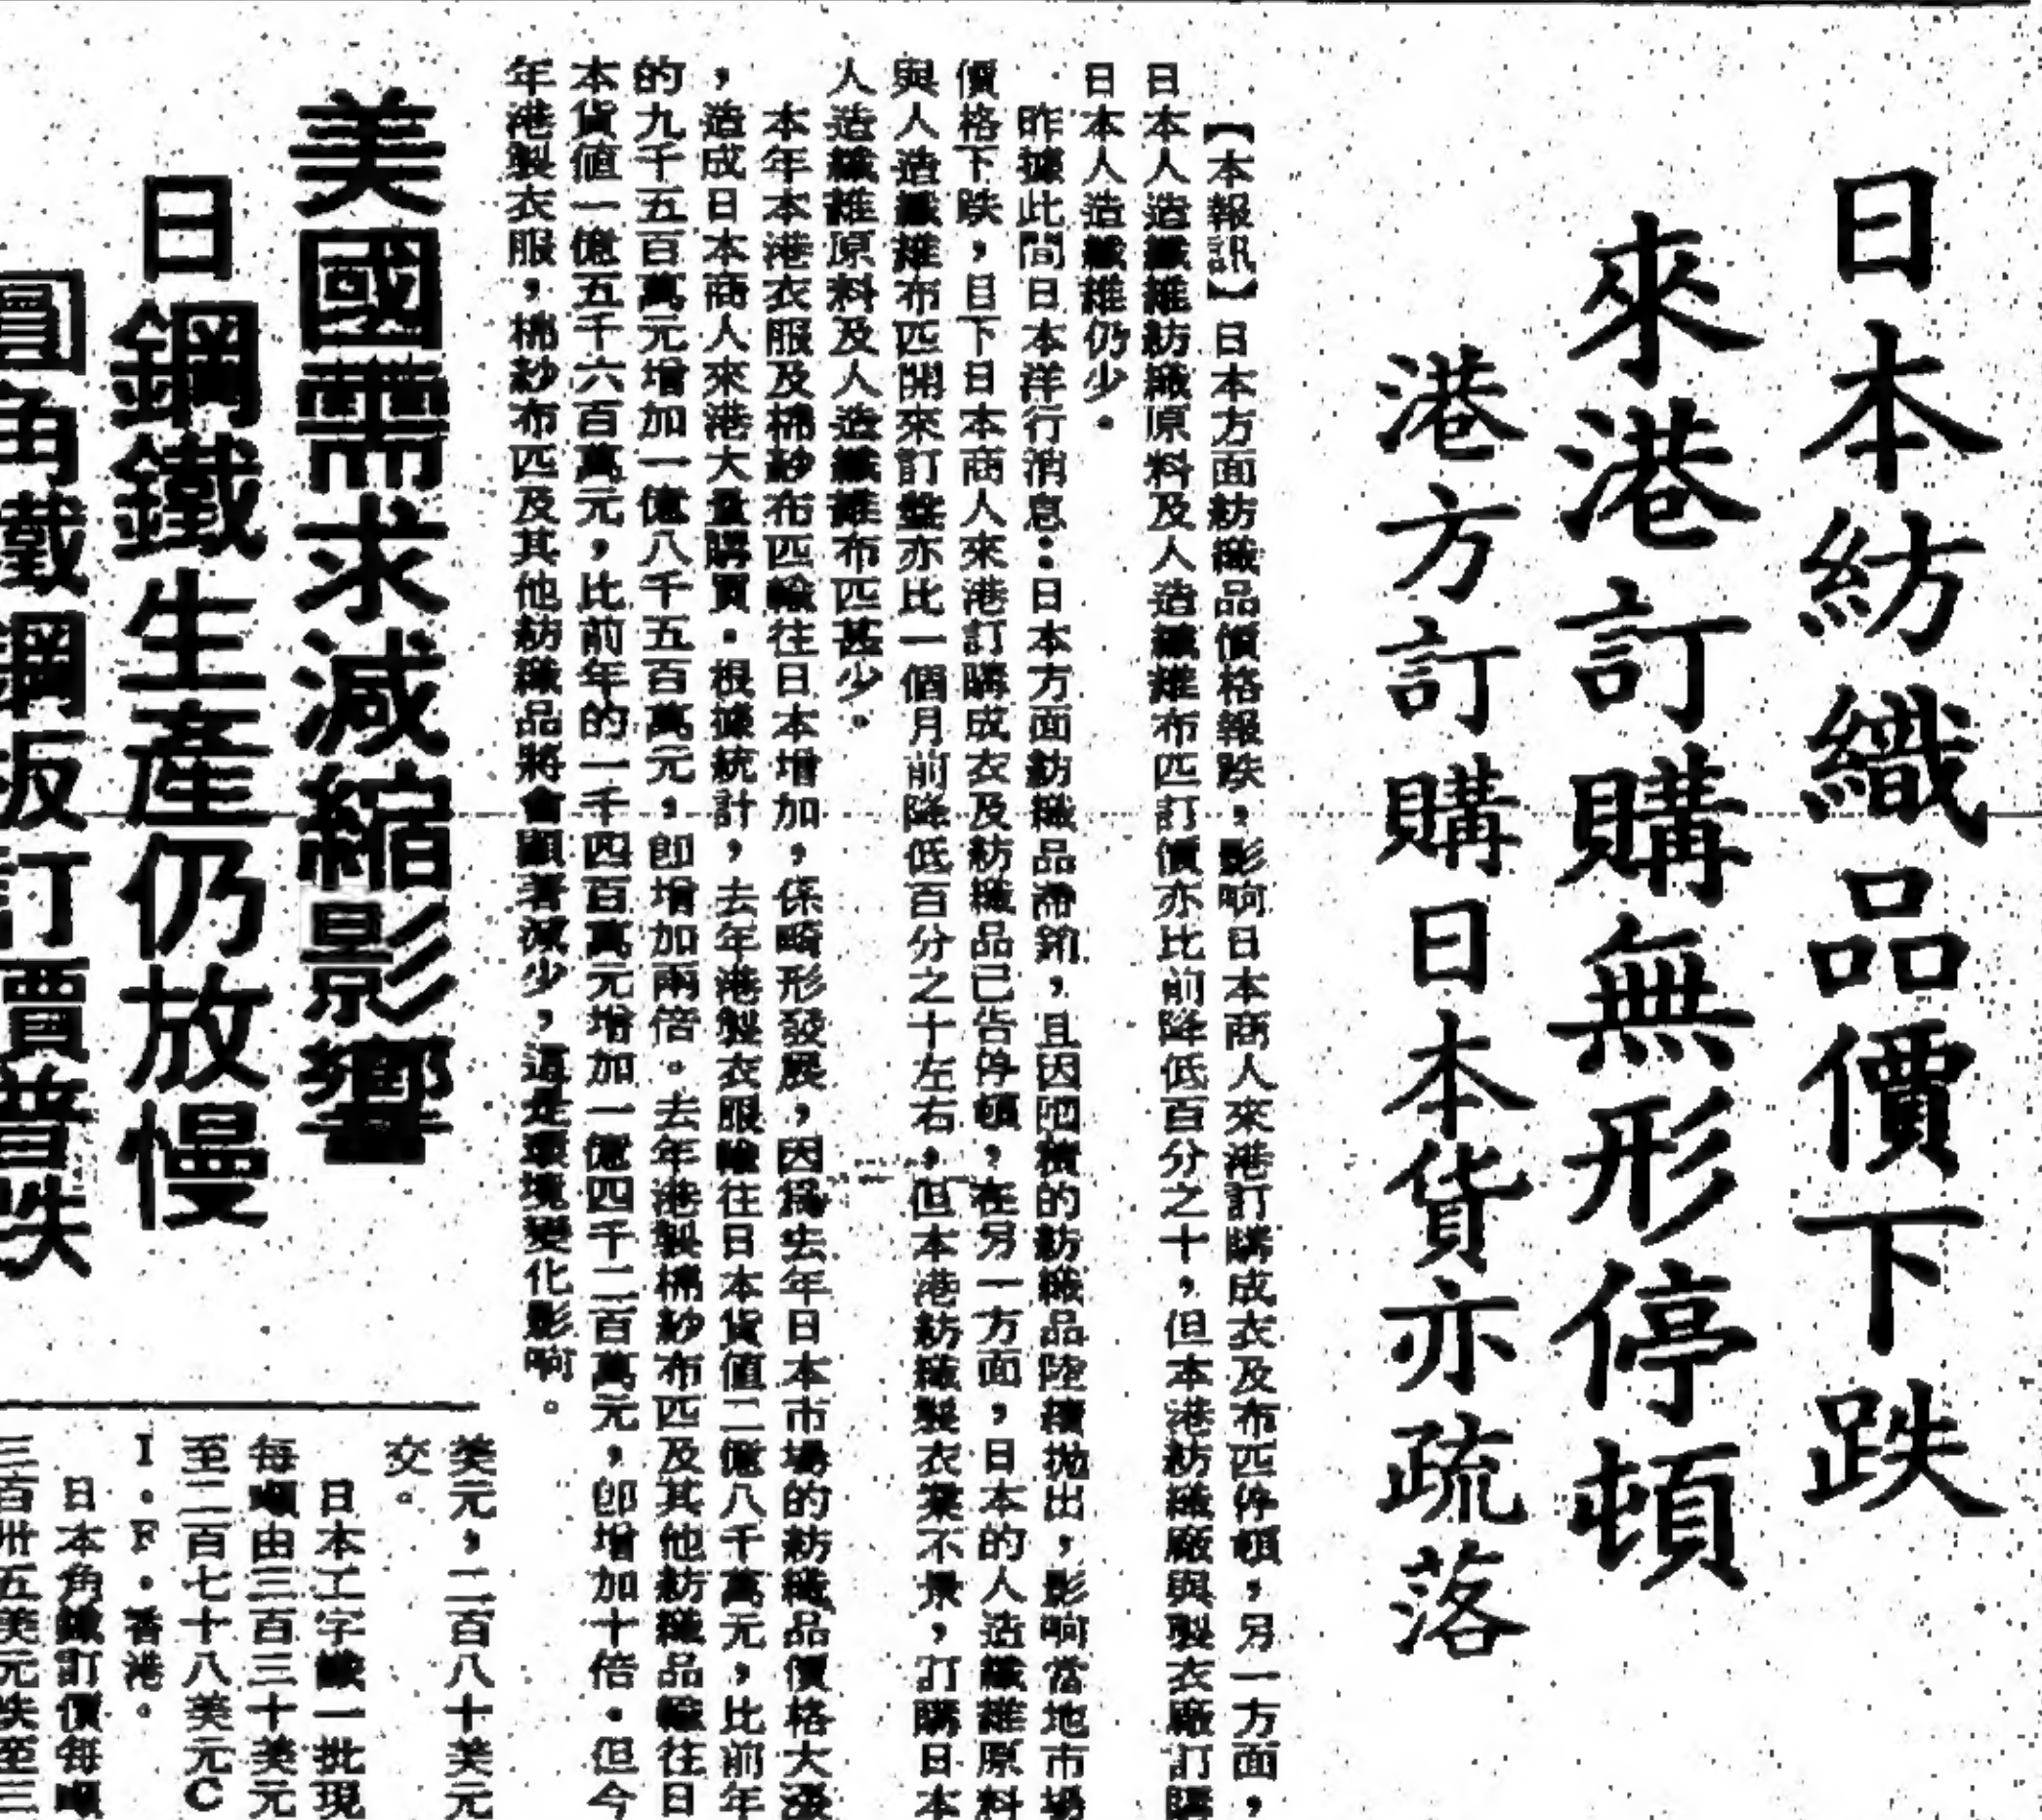 日本紡織品價下跌
來港訂購無形停頓
港方訂購日本貨亦疏落
【本報訊】日本方面紡織品價格報跌，影响日本商人來港訂購成衣及布匹停頓，另一方面，
日本人造纖維紡織原料及人造纖維布匹訂價亦比前降低百分之十，但本港紡織廠與製衣廠訂購
日本人造纖維仍少。
昨據此間日本洋行消息：日本方面紡織品滯銷，且因囤積的紡織品陸續拋出，影响當地市場
價格下跌，目下日本商人來港訂購成衣及紡織品已告停頓，在另一方面，日本的人造纖維原料
與人造纖維布匹開來訂盤亦比一個月前降低百分之十左右，但本港紡織製衣業不景，訂購日本
人造纖維原料及人造纖維布匹甚少。
本年本港衣服及棉紗布匹輸往日本增加，係畸形發展，因爲去年日本市場的紡織品價格大漲
，造成日本商人來港大量購買。根據統計，去年港製衣服輸往日本貨值二億八千萬元，比前年
的九千五百萬元增加一億八千五百萬元，卽增加兩倍。去年港製棉紗布匹及其他紡織品輸往日
本貨值一億五千六百萬元，比前年的一千四百萬元增加一億四千二百萬元，卽增加十倍。但今
年港製衣服，棉紗布匹及其他紡織品將會顯著減少，這是環境變化影响。
美國需求減縮影響
日鋼鐵生產仍放慢
圓角鐵鋼板訂價普跌
美元，二百八十美元
交。
日本工字鐵一批現
每噸由三百三十美元
至二百七十八美元C
I．F．香港。
日本角鐵訂價每噸
三百卅五美元跌至三